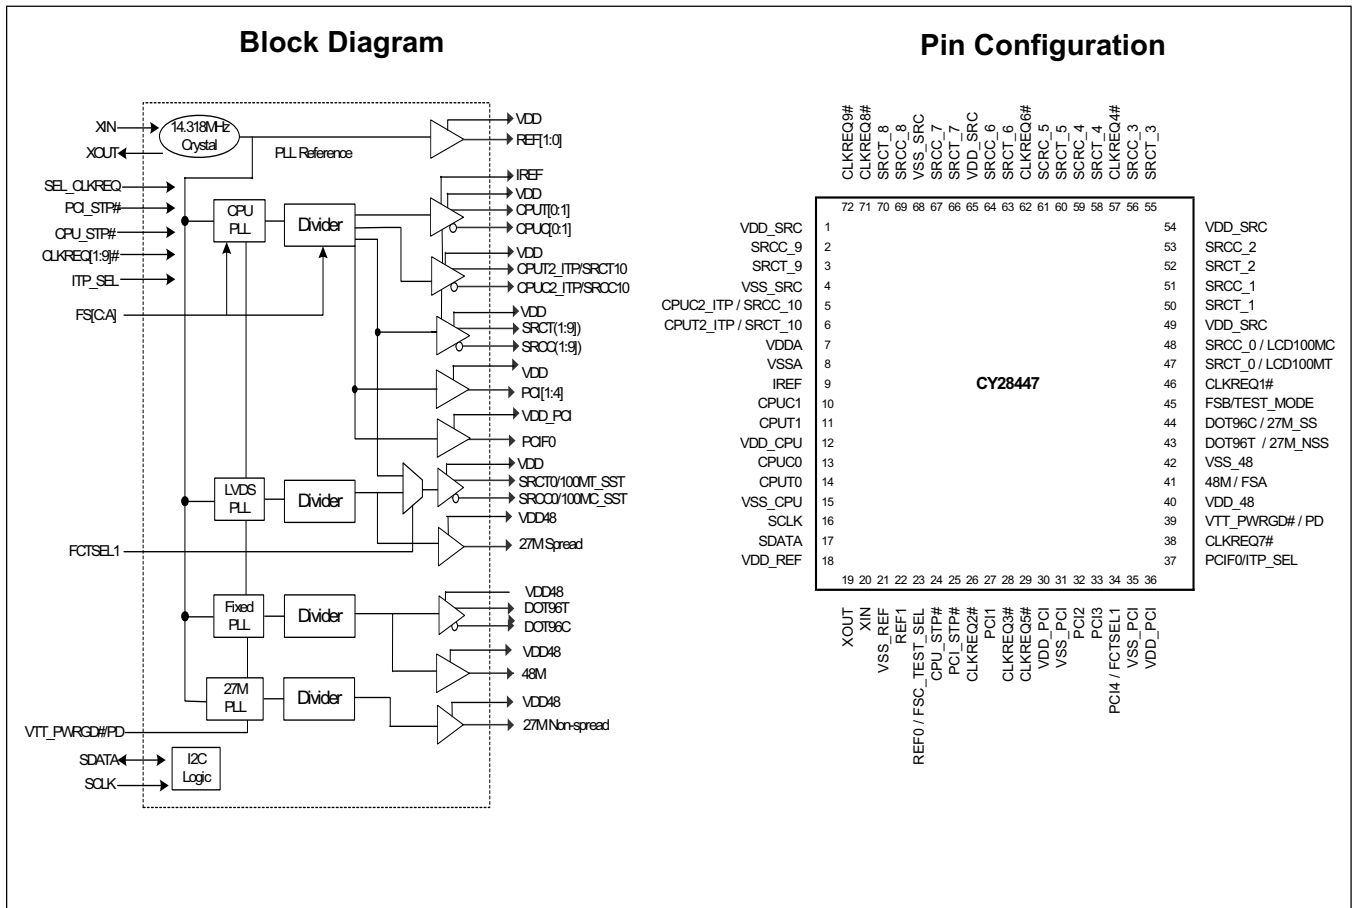 Block Diagram
XIN
XOUT
14.318MHz
Crystal
PLL Reference
SEL_CLKREQ
PCI_STP#
CPU_STP#
CLKREQ[1:9]#
ITP_SEL
FS[C:A]
CPU
PLL
Divider
LVDS
PLL
Divider
FCTSEL1
Fixed
PLL
Divider
27M
PLL
Divider
VTT_PWRGD#/PD
SDATA
SCLK
I2C
Logic
VDD
REF[1:0]
IREF
VDD
CPUT[0:1]
CPUC[0:1]
VDD
CPUT2_ITP/SRCT10
CPUC2_ITP/SRCC10
VDD
SRCT(1:9])
SRCC(1:9])
VDD
PCI[1:4]
VDD_PCI
PCIF0
VDD
SRCT0/100MT_SST
SRCC0/100MC_SST
VDD48
27M Spread
VDD48
DOT96T
DOT96C
VDD48
48M
VDD48
27M Non-spread
Pin Configuration
CLKREQ9#
CLKREQ8#
SRCT_8
SRCC_8
VSS_SRC
SRCC_7
SRCT_7
VDD_SRC
SRCC_6
SRCT_6
CLKREQ6#
SCRC_5
SRCT_5
SCRC_4
SRCT_4
CLKREQ4#
SRCC_3
SRCT_3
72 71 70 69 68 67 66 65 64 63 62 61 60 59 58 57 56 55
VDD_SRC 1
SRCC_9 2
SRCT_9 3
VSS_SRC 4
CPUC2_ITP / SRCC_10 5
CPUT2_ITP / SRCT_10 6
VDDA 7
VSSA 8
IREF 9
CPUC1 10
CPUT1 11
VDD_CPU 12
CPUC0 13
CPUT0 14
VSS_CPU 15
SCLK 16
SDATA 17
VDD_REF 18
CY28447
54 VDD_SRC
53 SRCC_2
52 SRCT_2
51 SRCC_1
50 SRCT_1
49 VDD_SRC
48 SRCC_0 / LCD100MC
47 SRCT_0 / LCD100MT
46 CLKREQ1#
45 FSB/TEST_MODE
44 DOT96C / 27M_SS
43 DOT96T / 27M_NSS
42 VSS_48
41 48M / FSA
40 VDD_48
39 VTT_PWRGD# / PD
38 CLKREQ7#
37 PCIF0/ITP_SEL
19 20 21 22 23 24 25 26 27 28 29 30 31 32 33 34 35 36
XOUT
XIN
VSS_REF
REF1
REF0 / FSC_TEST_SEL
CPU_STP#
PCI_STP#
CLKREQ2#
PCI1
CLKREQ3#
CLKREQ5#
VDD_PCI
VSS_PCI
PCI2
PCI3
PCI4 / FCTSEL1
VSS_PCI
VDD_PCI